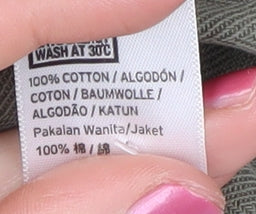 WASH AT 30°C
100% COTTON / ALGODÓN /
COTON / BAUMWOLLE /
ALGODÃO / KATUN
Pakaian Wanita/Jaket
100% 棉 / 綿